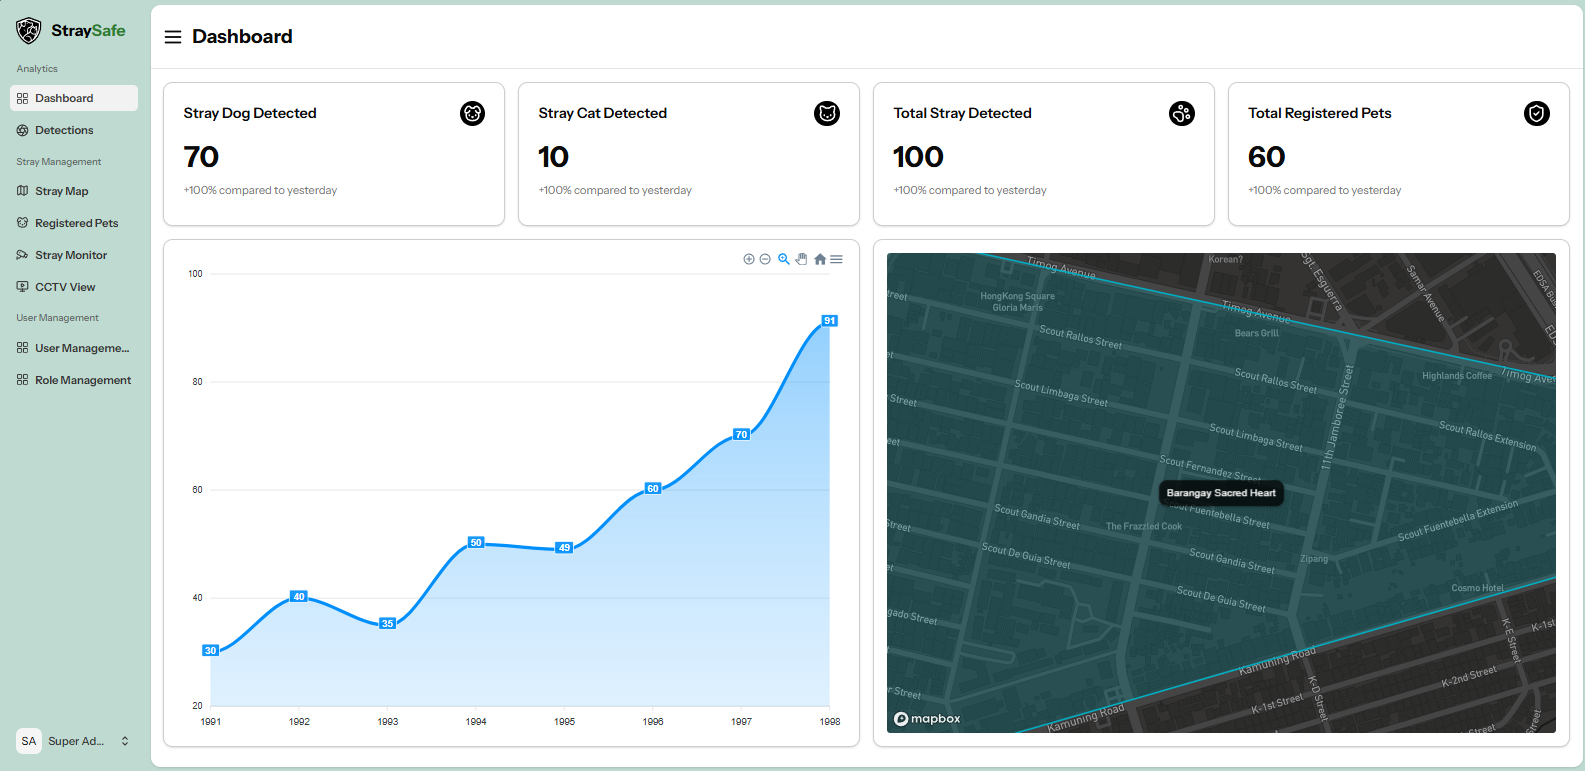 StraySafe
Analytics
Dashboard
Detections
Stray Management
Stray Map
Registered Pets
Stray Monitor
CCTV View
User Management
User Manageme...
Role Management
SA
Super Ad...
Dashboard
Stray Dog Detected
70
+100% compared to yesterday
Stray Cat Detected
10
+100% compared to yesterday
Total Stray Detected
100
+100% compared to yesterday
Total Registered Pets
60
+100% compared to yesterday
100
80
60
40
20
30
40
35
50
49
60
70
91
1991
1992
1993
1994
1995
1996
1997
1998
Timog Avenue
Korean?
Sgt. Esguerra
Samar Avenue
EDSA Bus
HongKong Square
Gloria Maris
Timog Avenue
Bears Grill
Scout Rallos Street
Highlands Coffee
Timog Ave
Scout Rallos Street
Scout Limbaga Street
11th Jamboree Street
Street
Scout Limbaga Street
Scout Rallos Extension
Scout Fernandez Street
Barangay Sacred Heart
Scout Gandia Street
The Frazzled Cook
Scout Fuentebella Street
Scout Fuentebella Extension
Street
Scout De Guia Street
Scout Gandia Street
Zipang
Scout De Guia Street
Cosmo Hotel
gado Street
K-E Street
K-1st
Kamuning Road
K-2nd Street
r Street
K-D Street
K-1st Street
Kamuning Road
Street
mapbox